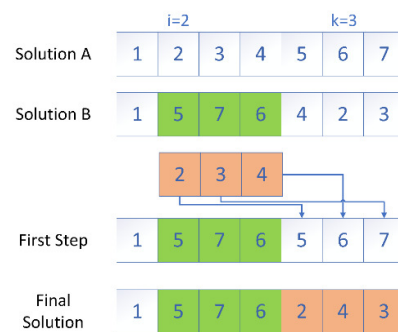 i=2 k=3
Solution A 1 2 3 4 5 6 7
Solution B 1 5 7 6 4 2 3
2 3 4
First Step 1 5 7 6 5 6 7
Final
Solution 1 5 7 6 2 4 3